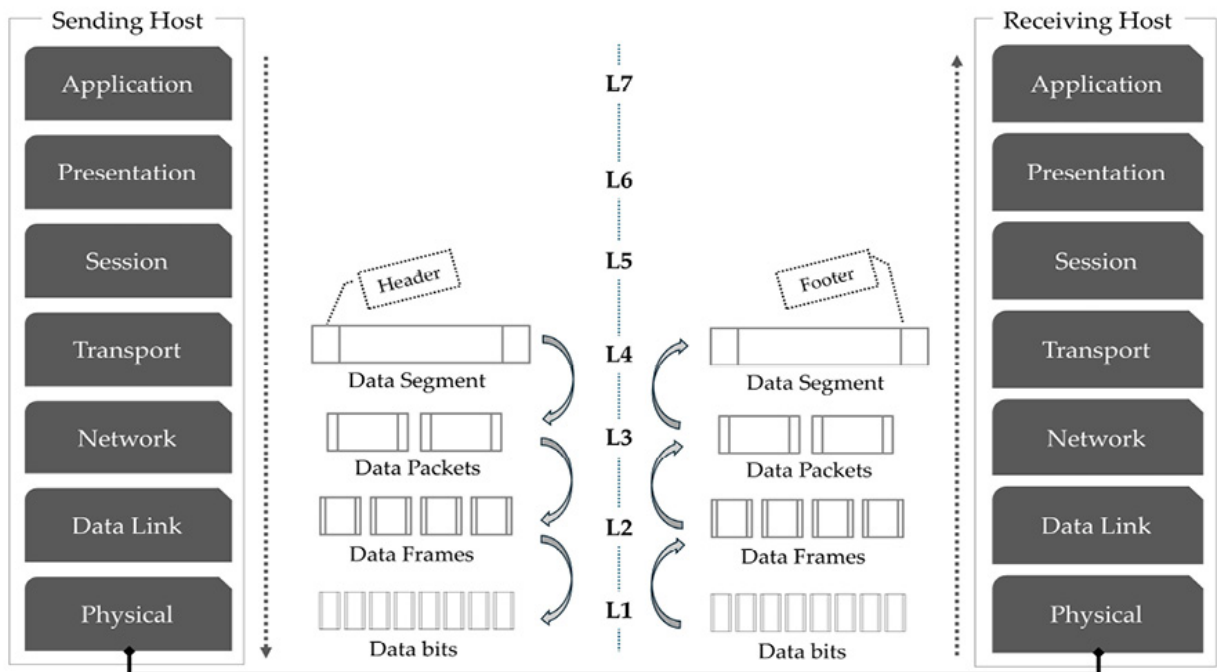 Sending Host
Application
Presentation
Session
Transport
Network
Data Link
Physical
Header
Data Segment
Data Packets
Data Frames
Data bits
L7
L6
L5
L4
L3
L2
L1
Footer
Data Segment
Data Packets
Data Frames
Data bits
Receiving Host
Application
Presentation
Session
Transport
Network
Data Link
Physical